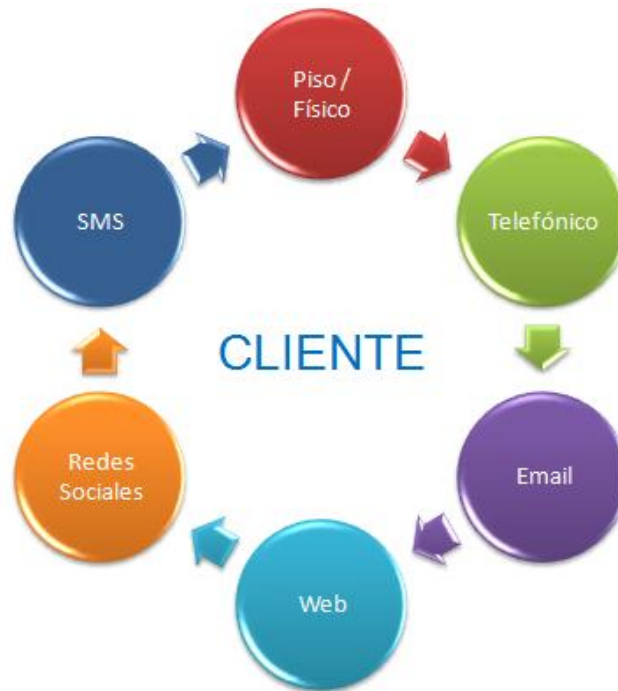 Piso /
Físico
Telefónico
Email
Web
Redes
Sociales
SMS
CLIENTE